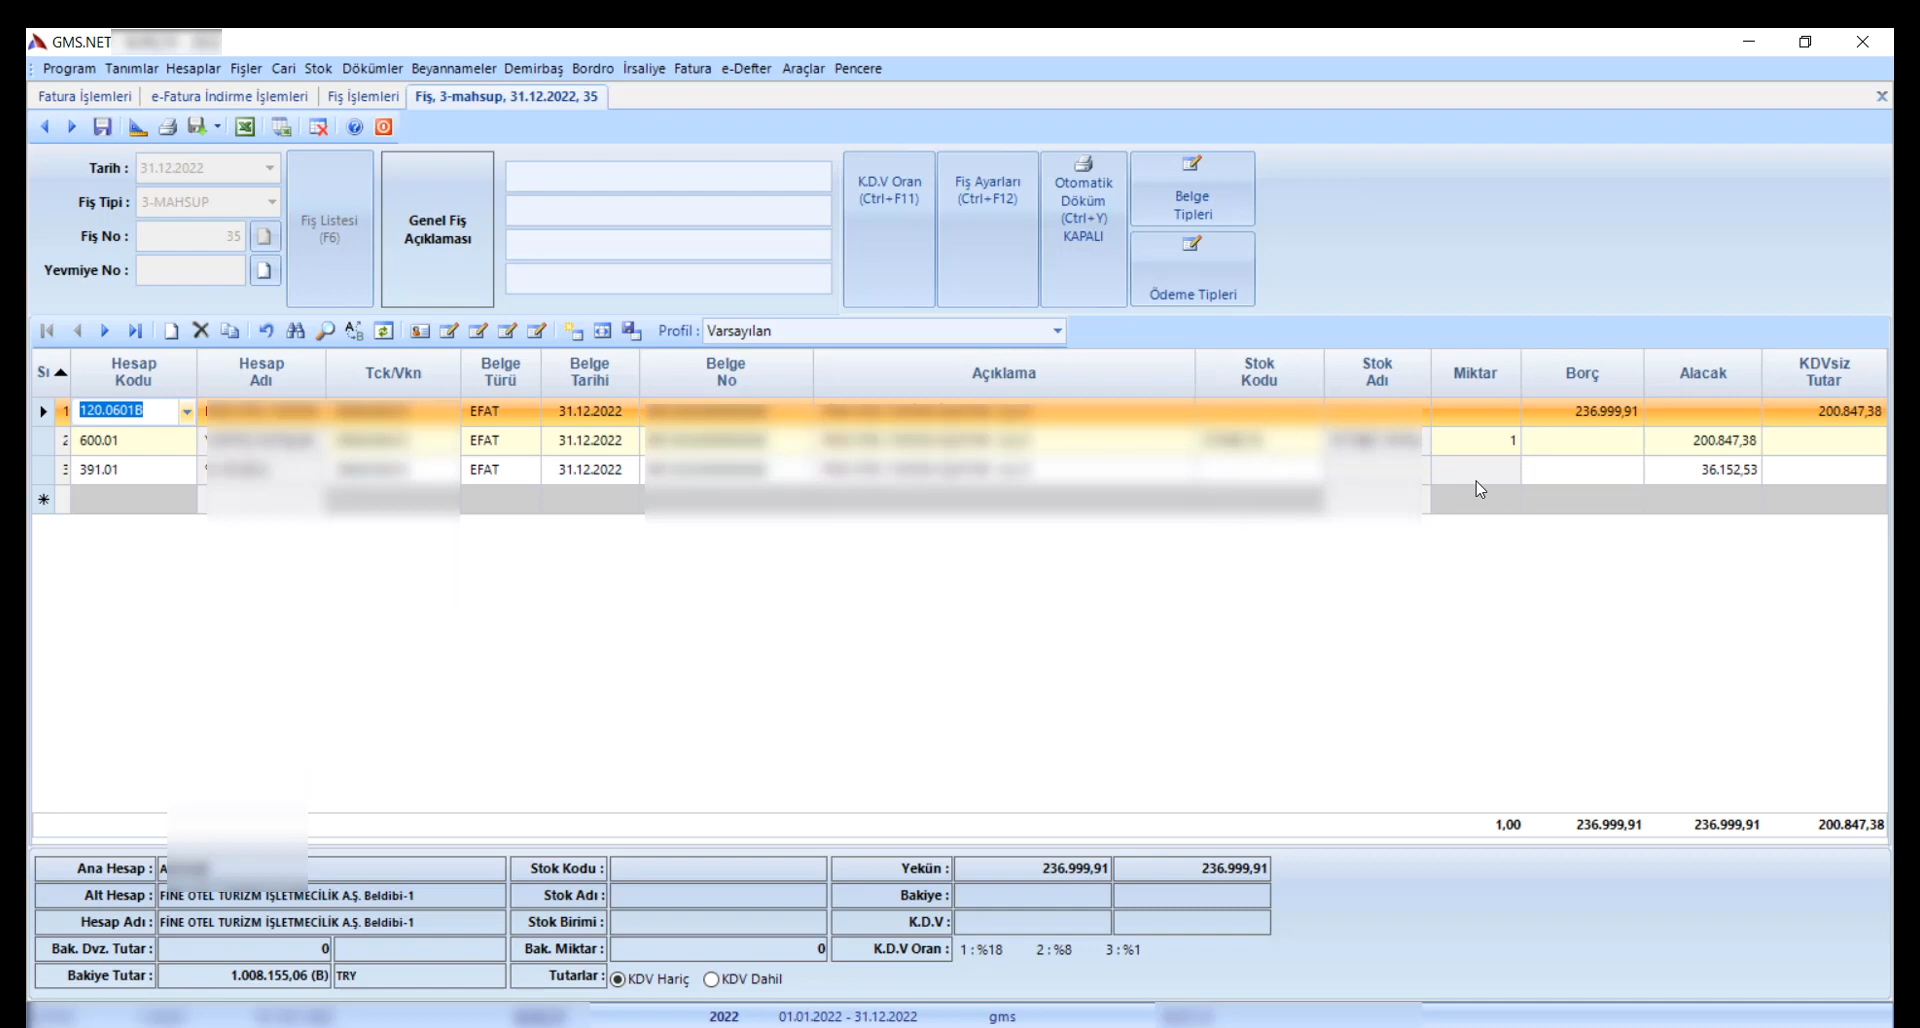 GMS.NET
Program Tanımlar Hesaplar Fişler Cari Stok Dökümler Beyannameler Demirbaş Bordro İrsaliye Fatura e-Defter Araçlar Pencere
Fatura İşlemleri e-Fatura İndirme İşlemleri Fiş İşlemleri Fiş, 3-mahsup, 31.12.2022, 35
Tarih : 31.12.2022
Fiş Tipi : 3-MAHSUP
Fiş No : 35
Yevmiye No :
Fiş Listesi
(F6)
Genel Fiş
Açıklaması
K.D.V Oran
(Ctrl+F11)
Fiş Ayarları
(Ctrl+F12)
Otomatik
Döküm
(Ctrl+Y)
KAPALI
Belge
Tipleri
Ödeme Tipleri
Profil : Varsayılan
Sı Hesap Kodu Hesap Adı Tck/Vkn Belge Türü Belge Tarihi Belge No Açıklama Stok Kodu Stok Adı Miktar Borç Alacak KDVsiz Tutar
1 120.0601B EFAT 31.12.2022 236.999,91 200.847,38
2 600.01 EFAT 31.12.2022 1 200.847,38
3 391.01 EFAT 31.12.2022 36.152,53
1,00 236.999,91 236.999,91 200.847,38
Ana Hesap : Stok Kodu : Yekün : 236.999,91 236.999,91
Alt Hesap : FİNE OTEL TURİZM İŞLETMECİLİK A.Ş. Beldibi-1 Stok Adı : Bakiye :
Hesap Adı : FİNE OTEL TURİZM İŞLETMECİLİK A.Ş. Beldibi-1 Stok Birimi : K.D.V :
Bak. Dvz. Tutar : 0 Bak. Miktar : 0 K.D.V Oran : 1 : %18 2 : %8 3 : %1
Bakiye Tutar : 1.008.155,06 (B) TRY Tutarlar : KDV Hariç KDV Dahil
2022 01.01.2022 - 31.12.2022 gms